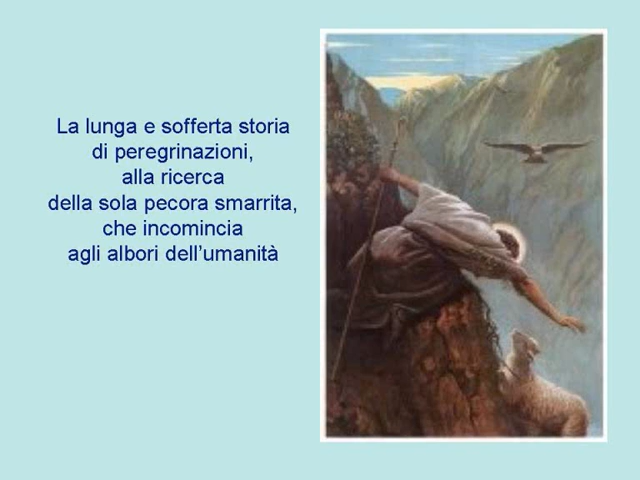 La lunga e sofferta storia
di peregrinazioni,
alla ricerca
della sola pecora smarrita,
che incomincia
agli albori dell’umanità